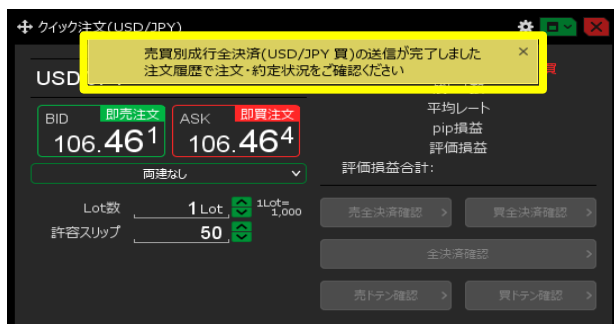 クイック注文(USD/JPY)
売買別成行全決済(USD/JPY 買)の送信が完了しました
注文履歴で注文・約定状況をご確認ください
USD
買
BID 即売注文
106.461
ASK 即買注文
106.464
平均レート
pip損益
評価損益
両建なし
評価損益合計:
Lot数 1 Lot 1Lot=
1,000
許容スリップ 50
売全決済確認
買全決済確認
全決済確認
売ドテン確認
買ドテン確認